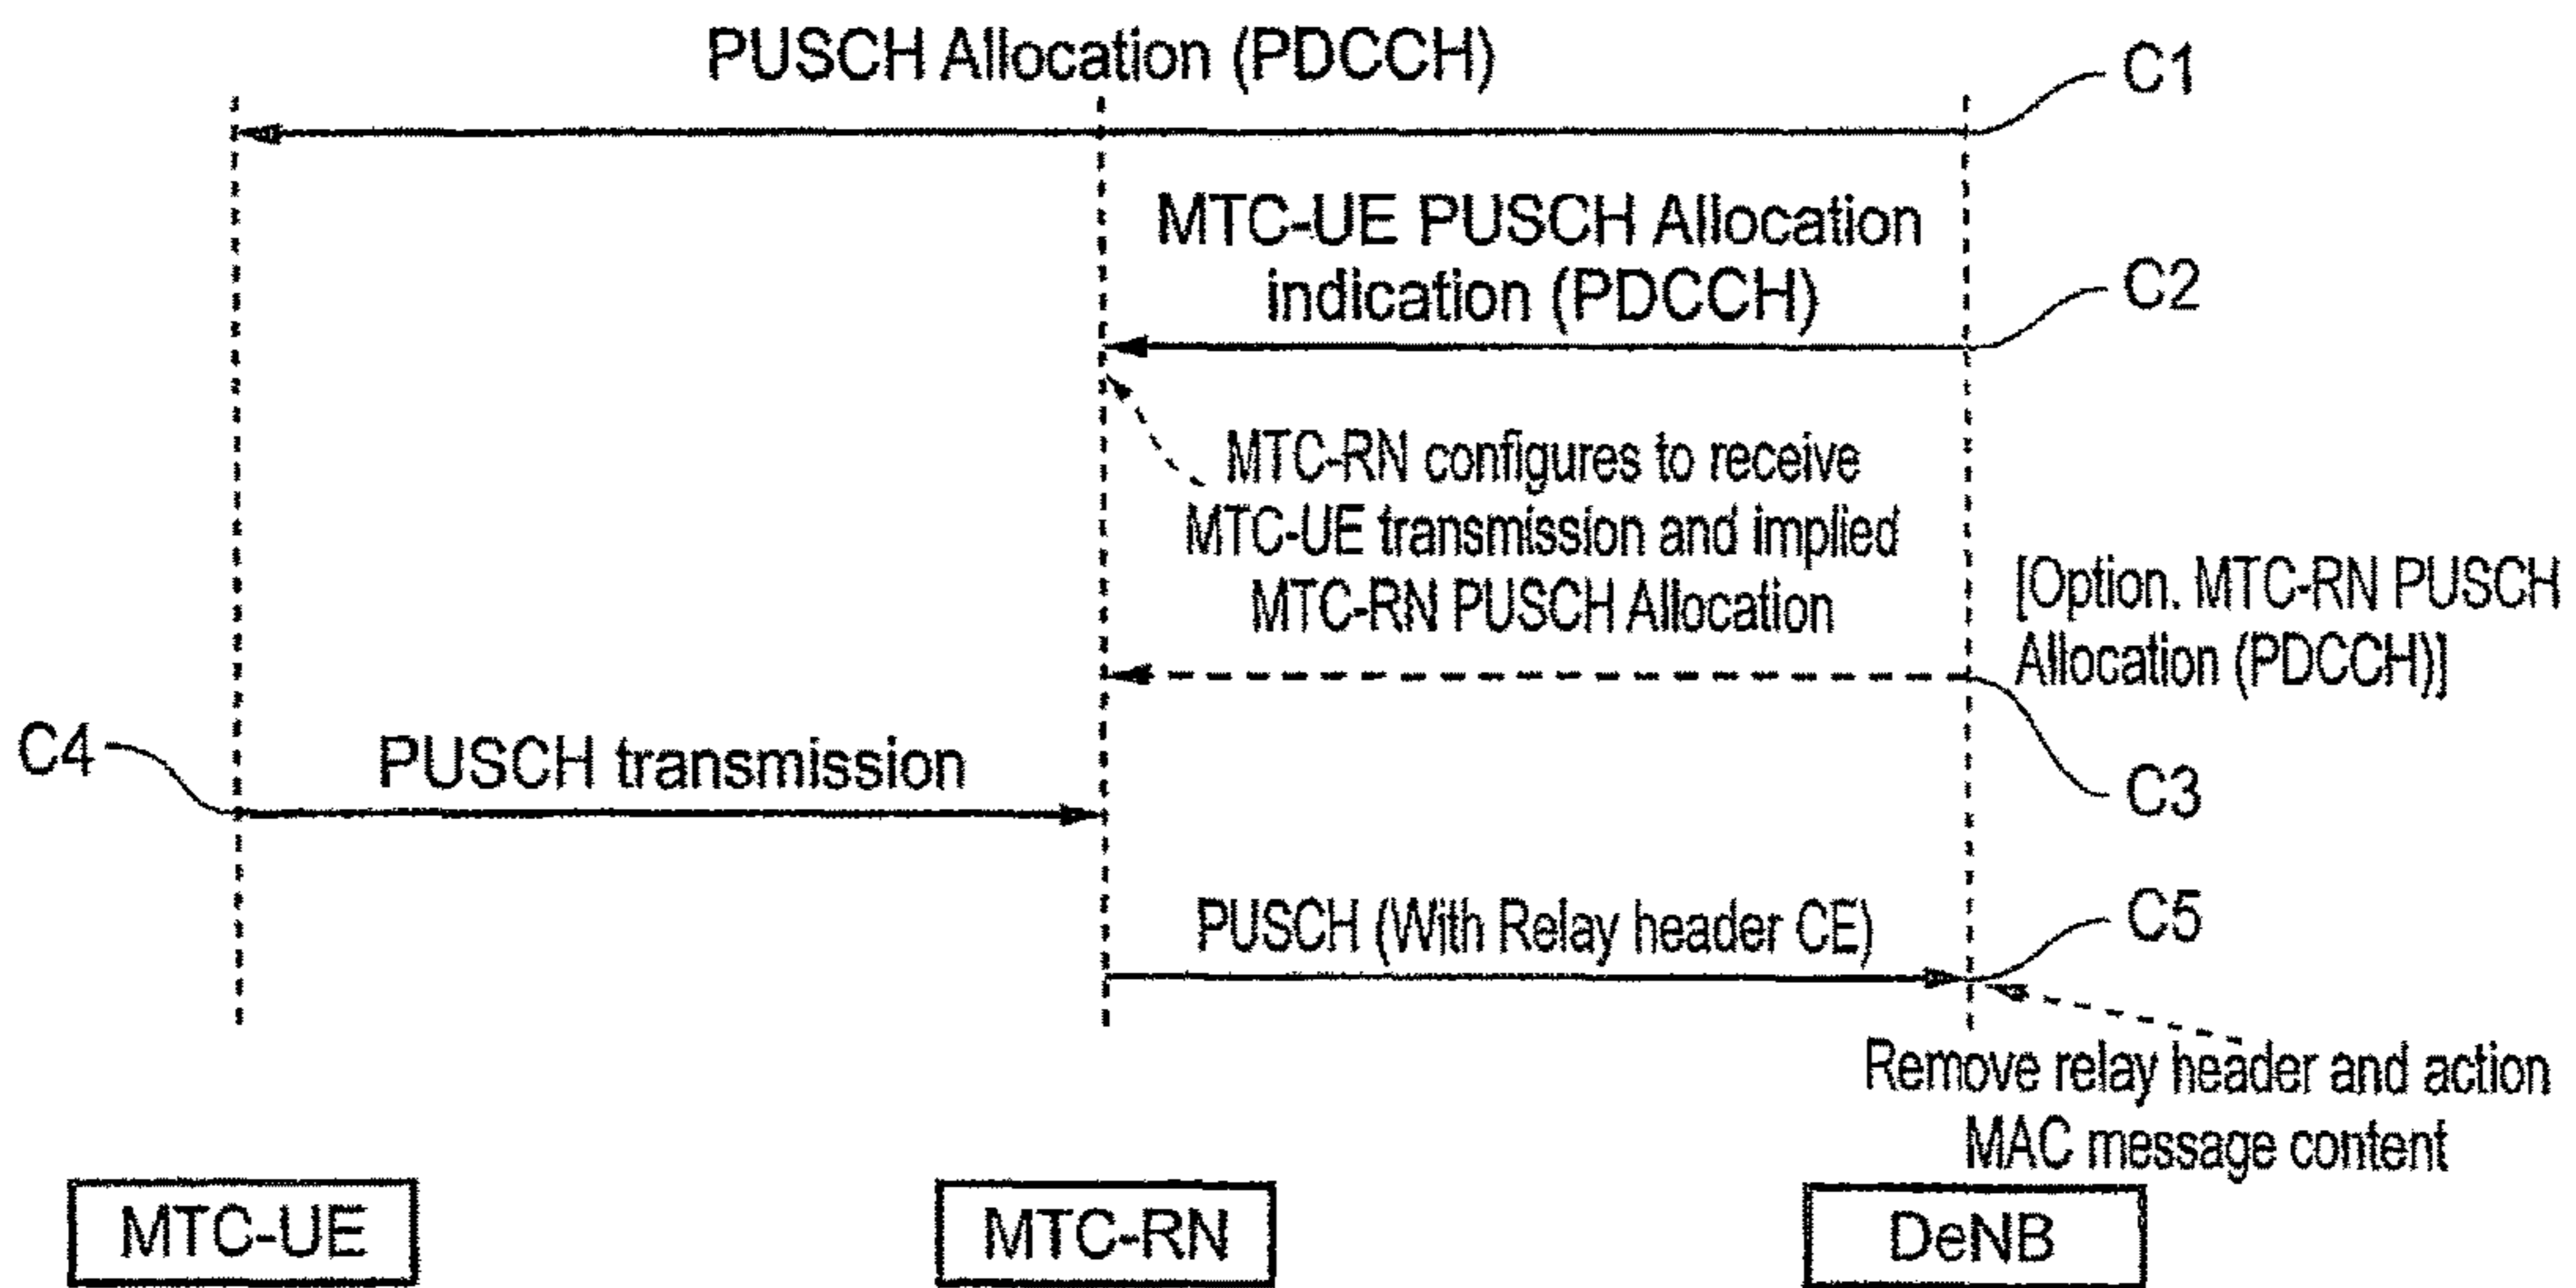 PUSCH Allocation (PDCCH)
C1
MTC-UE PUSCH Allocation
indication (PDCCH)
C2
MTC-RN configures to receive
MTC-UE transmission and implied
MTC-RN PUSCH Allocation
[Option. MTC-RN PUSCH
Allocation (PDCCH)]
C3
C4
PUSCH transmission
PUSCH (With Relay header CE)
C5
Remove relay header and action
MAC message content
MTC-UE
MTC-RN
DeNB